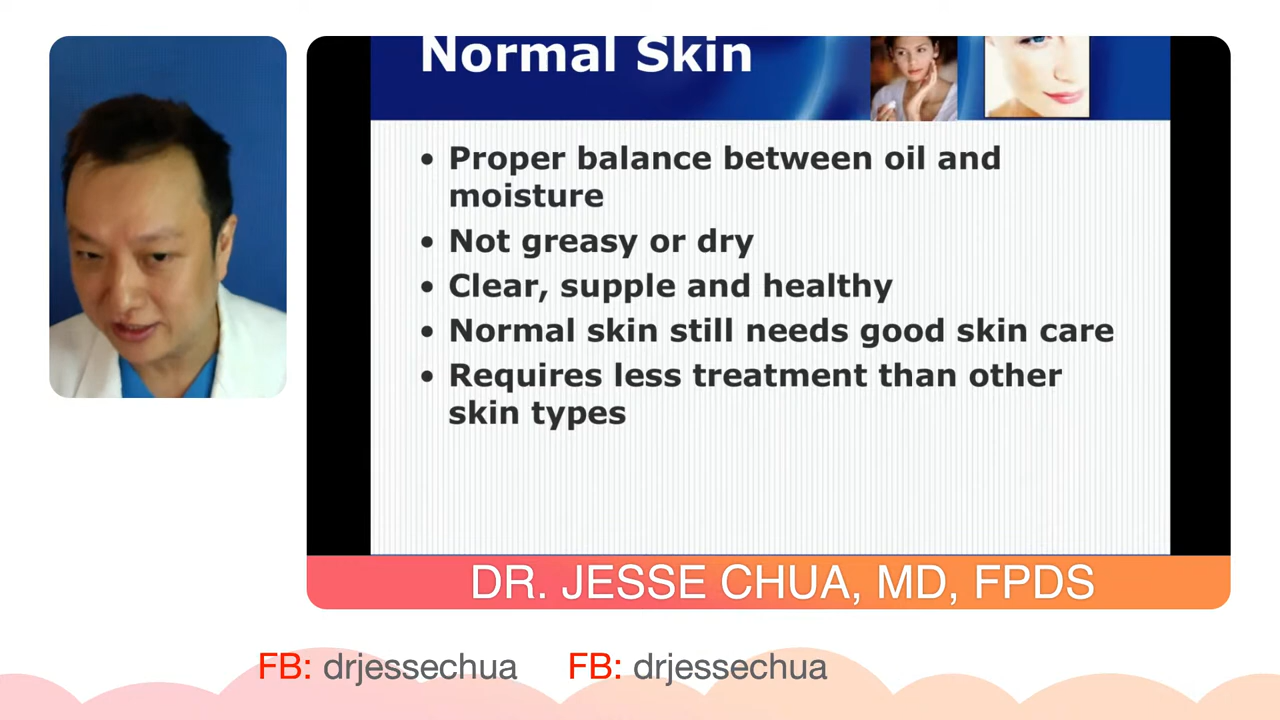 Normal Skin
• Proper balance between oil and
moisture
• Not greasy or dry
• Clear, supple and healthy
• Normal skin still needs good skin care
• Requires less treatment than other
skin types
DR. JESSE CHUA, MD, FPDS
FB: drjessechua FB: drjessechua